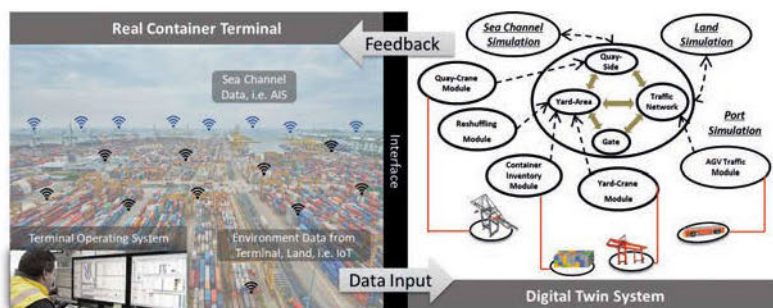 Real Container Terminal
Feedback
Sea Channel
Data, i.e. AIS
Interface
Terminal Operating System
Environment Data from
Terminal, Land, i.e. IoT
Data Input
Sea Channel
Simulation
Land
Simulation
Quay-
Side
Quay-Crane
Module
Yard-Area
Traffic
Network
Reshuffling
Module
Gate
Port
Simulation
Container
Inventory
Module
Yard-Crane
Module
AGV Traffic
Module
Digital Twin System